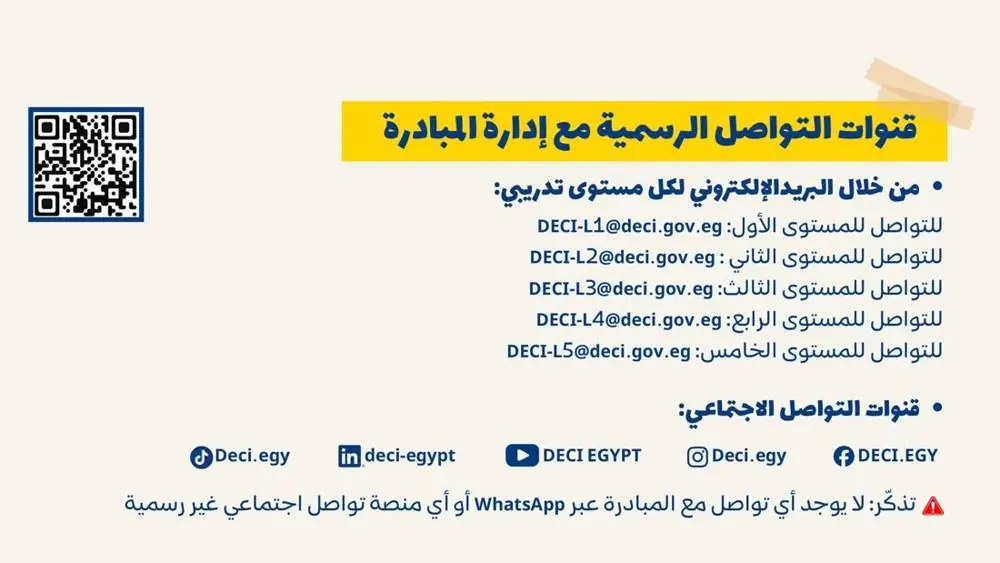 قنوات التواصل الرسمية مع إدارة المبادرة
• من خلال البريدالإلكتروني لكل مستوى تدريبي:
للتواصل للمستوى الأول: DECI-L1@deci.gov.eg
للتواصل للمستوى الثاني : DECI-L2@deci.gov.eg
للتواصل للمستوى الثالث: DECI-L3@deci.gov.eg
للتواصل للمستوى الرابع: DECI-L4@deci.gov.eg
للتواصل للمستوى الخامس: DECI-L5@deci.gov.eg
• قنوات التواصل الاجتماعي:
DECI.EGY Deci.egy DECI EGYPT deci-egypt Deci.egy
تذكّر: لا يوجد أي تواصل مع المبادرة عبر WhatsApp أو أي منصة تواصل اجتماعي غير رسمية